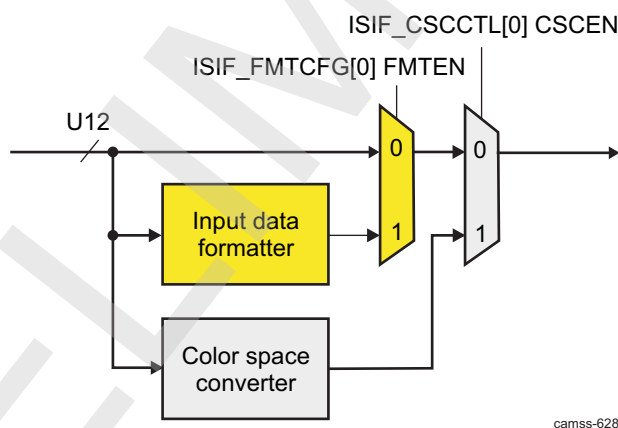 ISIF_CSCCTL[0] CSCEN
ISIF_FMTCFG[0] FMTEN
U12
0
0
Input data
formatter
1
1
Color space
converter
camss-628